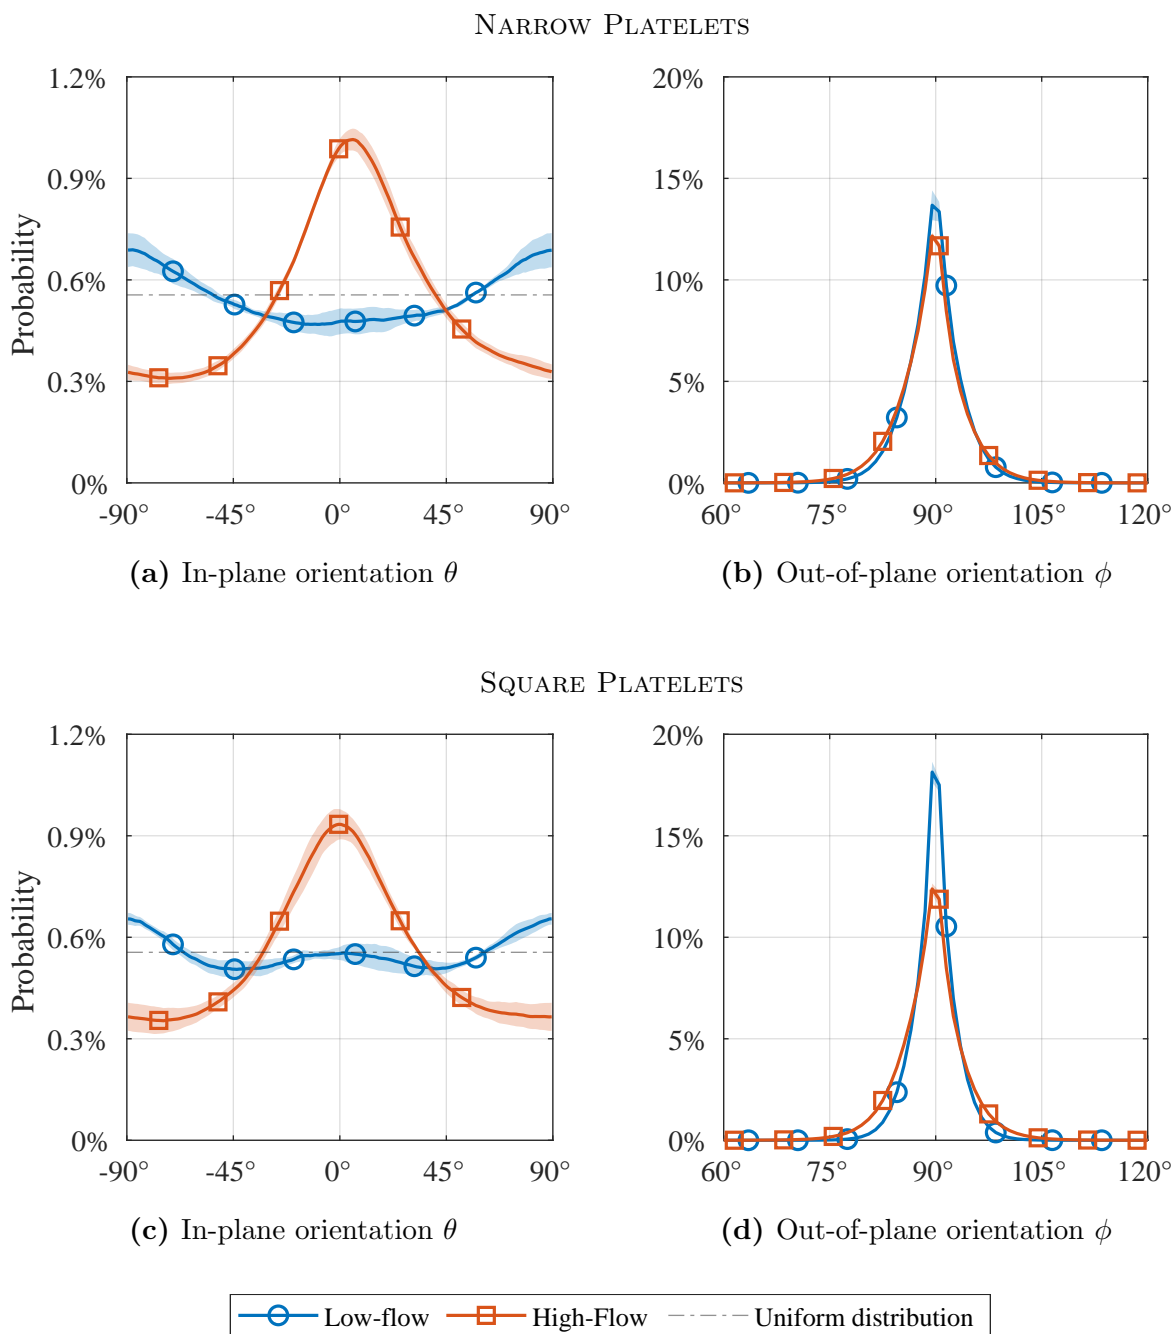 NARROW PLATELETS
1.2%
0.9%
0.6%
0.3%
0%
Probability
-90° -45° 0° 45° 90°
(a) In-plane orientation θ
20%
15%
10%
5%
0%
60° 75° 90° 105° 120°
(b) Out-of-plane orientation ϕ
SQUARE PLATELETS
1.2%
0.9%
0.6%
0.3%
0%
Probability
-90° -45° 0° 45° 90°
(c) In-plane orientation θ
20%
15%
10%
5%
0%
60° 75° 90° 105° 120°
(d) Out-of-plane orientation ϕ
Low-flow High-Flow Uniform distribution